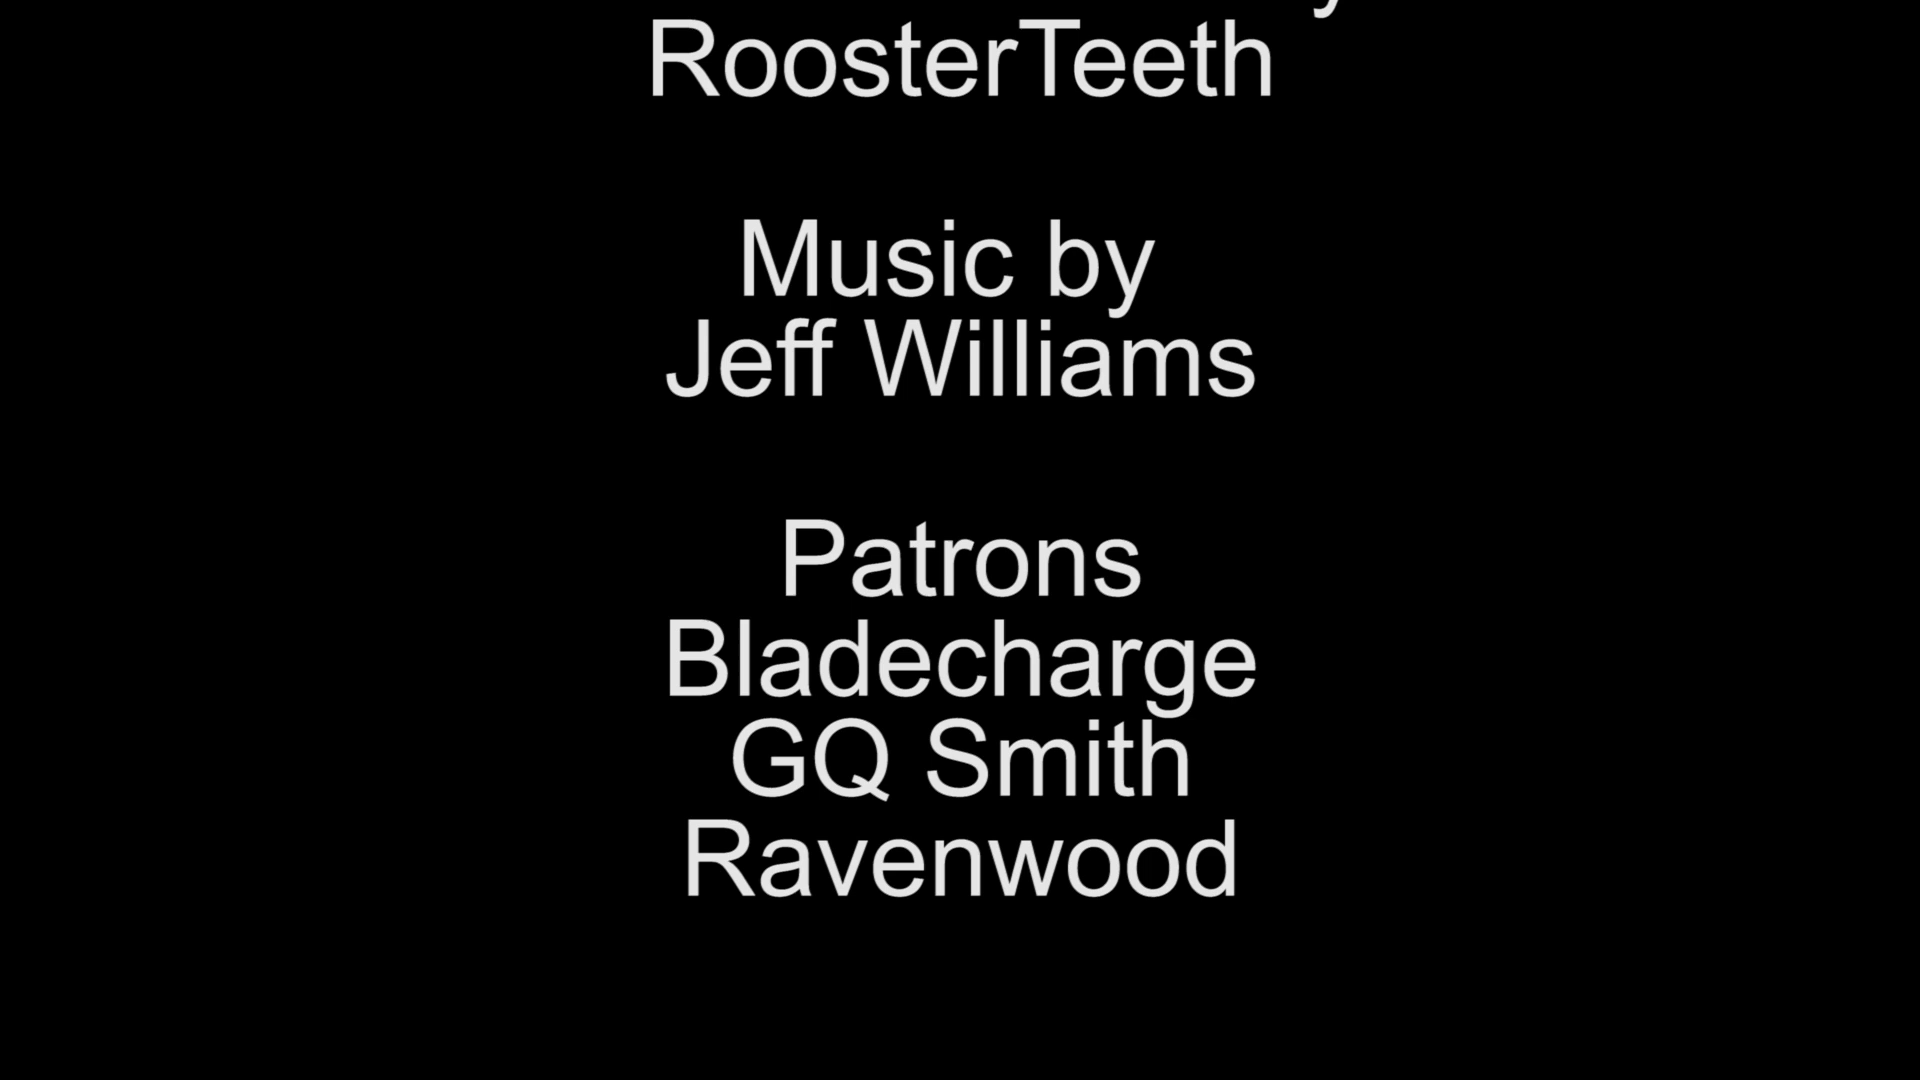 RoosterTeeth
Music by
Jeff Williams
Patrons
Bladecharge
GQ Smith
Ravenwood